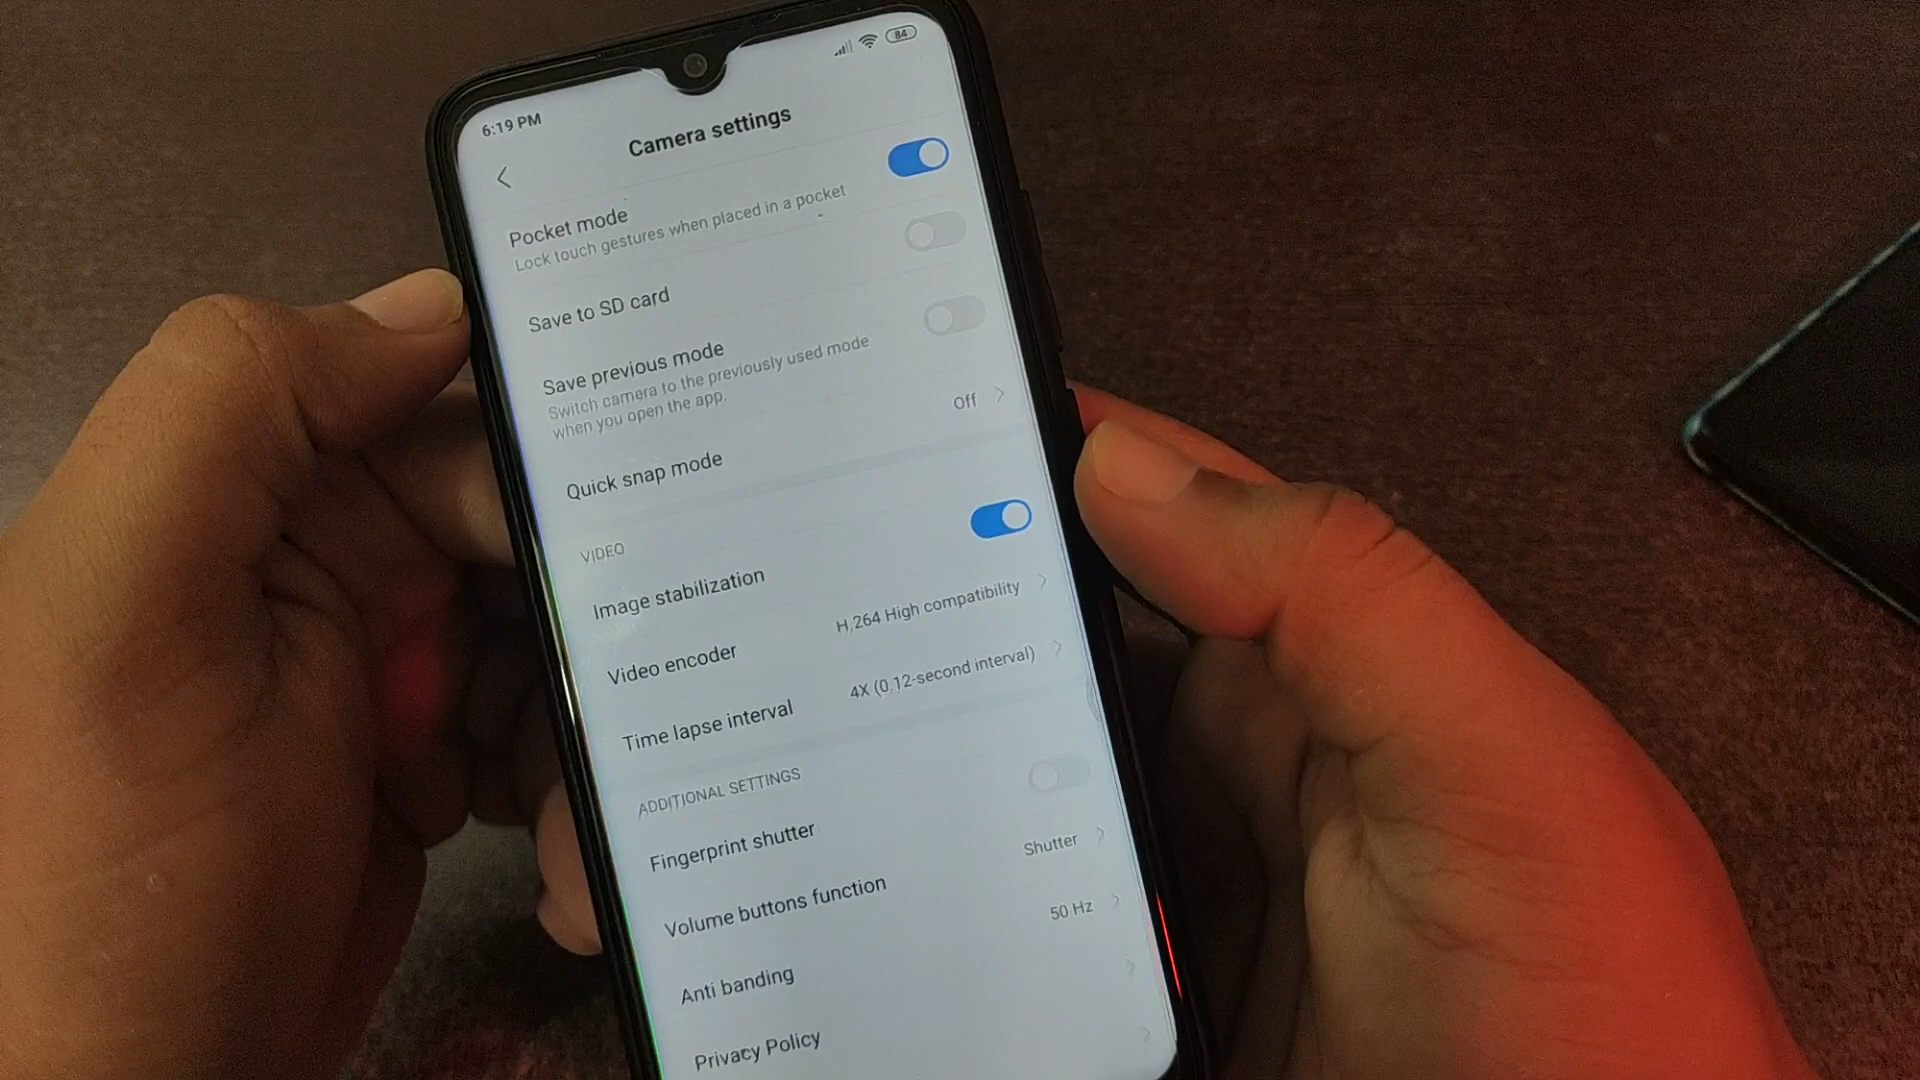 6:19 PM
84
Camera settings
Pocket mode
Lock touch gestures when placed in a pocket
Save to SD card
Save previous mode
Switch camera to the previously used mode
when you open the app.
Quick snap mode
Off
VIDEO
Image stabilization
Video encoder
H.264 High compatibility
Time lapse interval
4X (0.12-second interval)
ADDITIONAL SETTINGS
Fingerprint shutter
Volume buttons function
Shutter
Anti banding
50 Hz
Privacy Policy